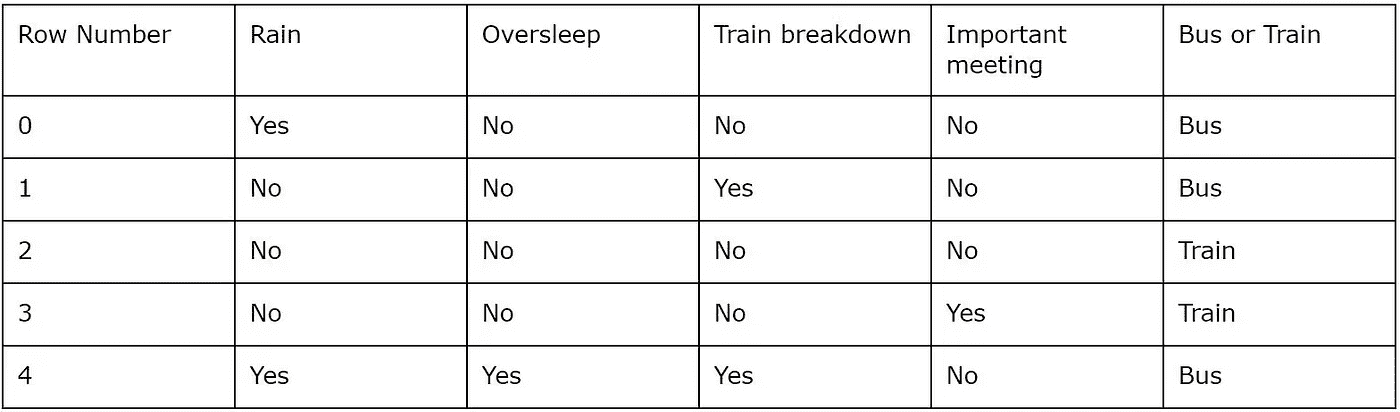 Row Number Rain Oversleep Train breakdown Important meeting Bus or Train
0 Yes No No No Bus
1 No No Yes No Bus
2 No No No No Train
3 No No No Yes Train
4 Yes Yes Yes No Bus